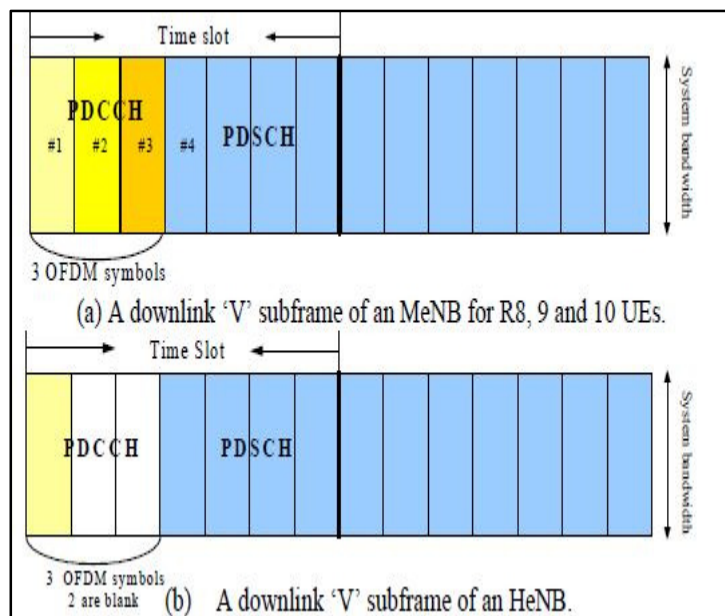 Time slot
PDCCH
#1 #2 #3 #4 PDSCH
System bandwidth
3 OFDM symbols
(a) A downlink ‘V’ subframe of an MeNB for R8, 9 and 10 UEs.
Time Slot
PDCCH PDSCH
System bandwidth
3 OFDM symbols
2 are blank
(b) A downlink ‘V’ subframe of an HeNB.